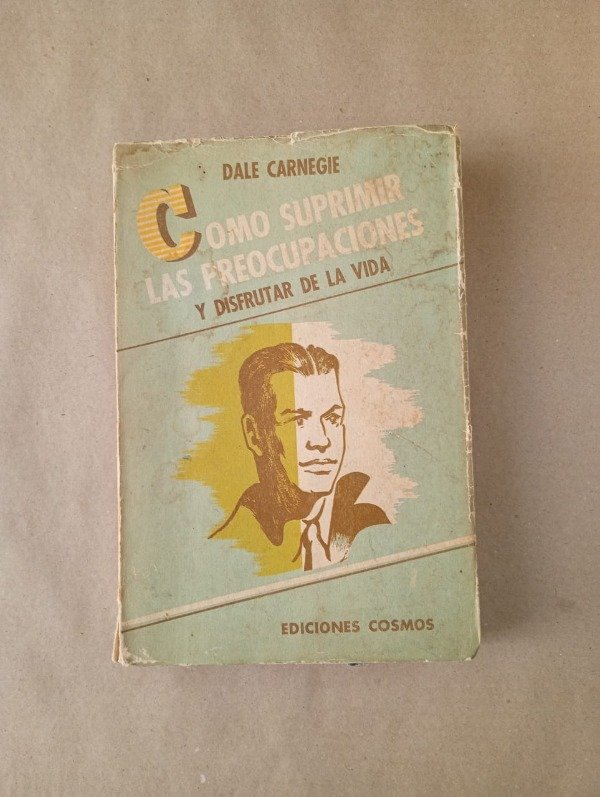 DALE CARNEGIE
COMO SUPRIMIR
LAS PREOCUPACIONES
Y DISFRUTAR DE LA VIDA
EDICIONES COSMOS